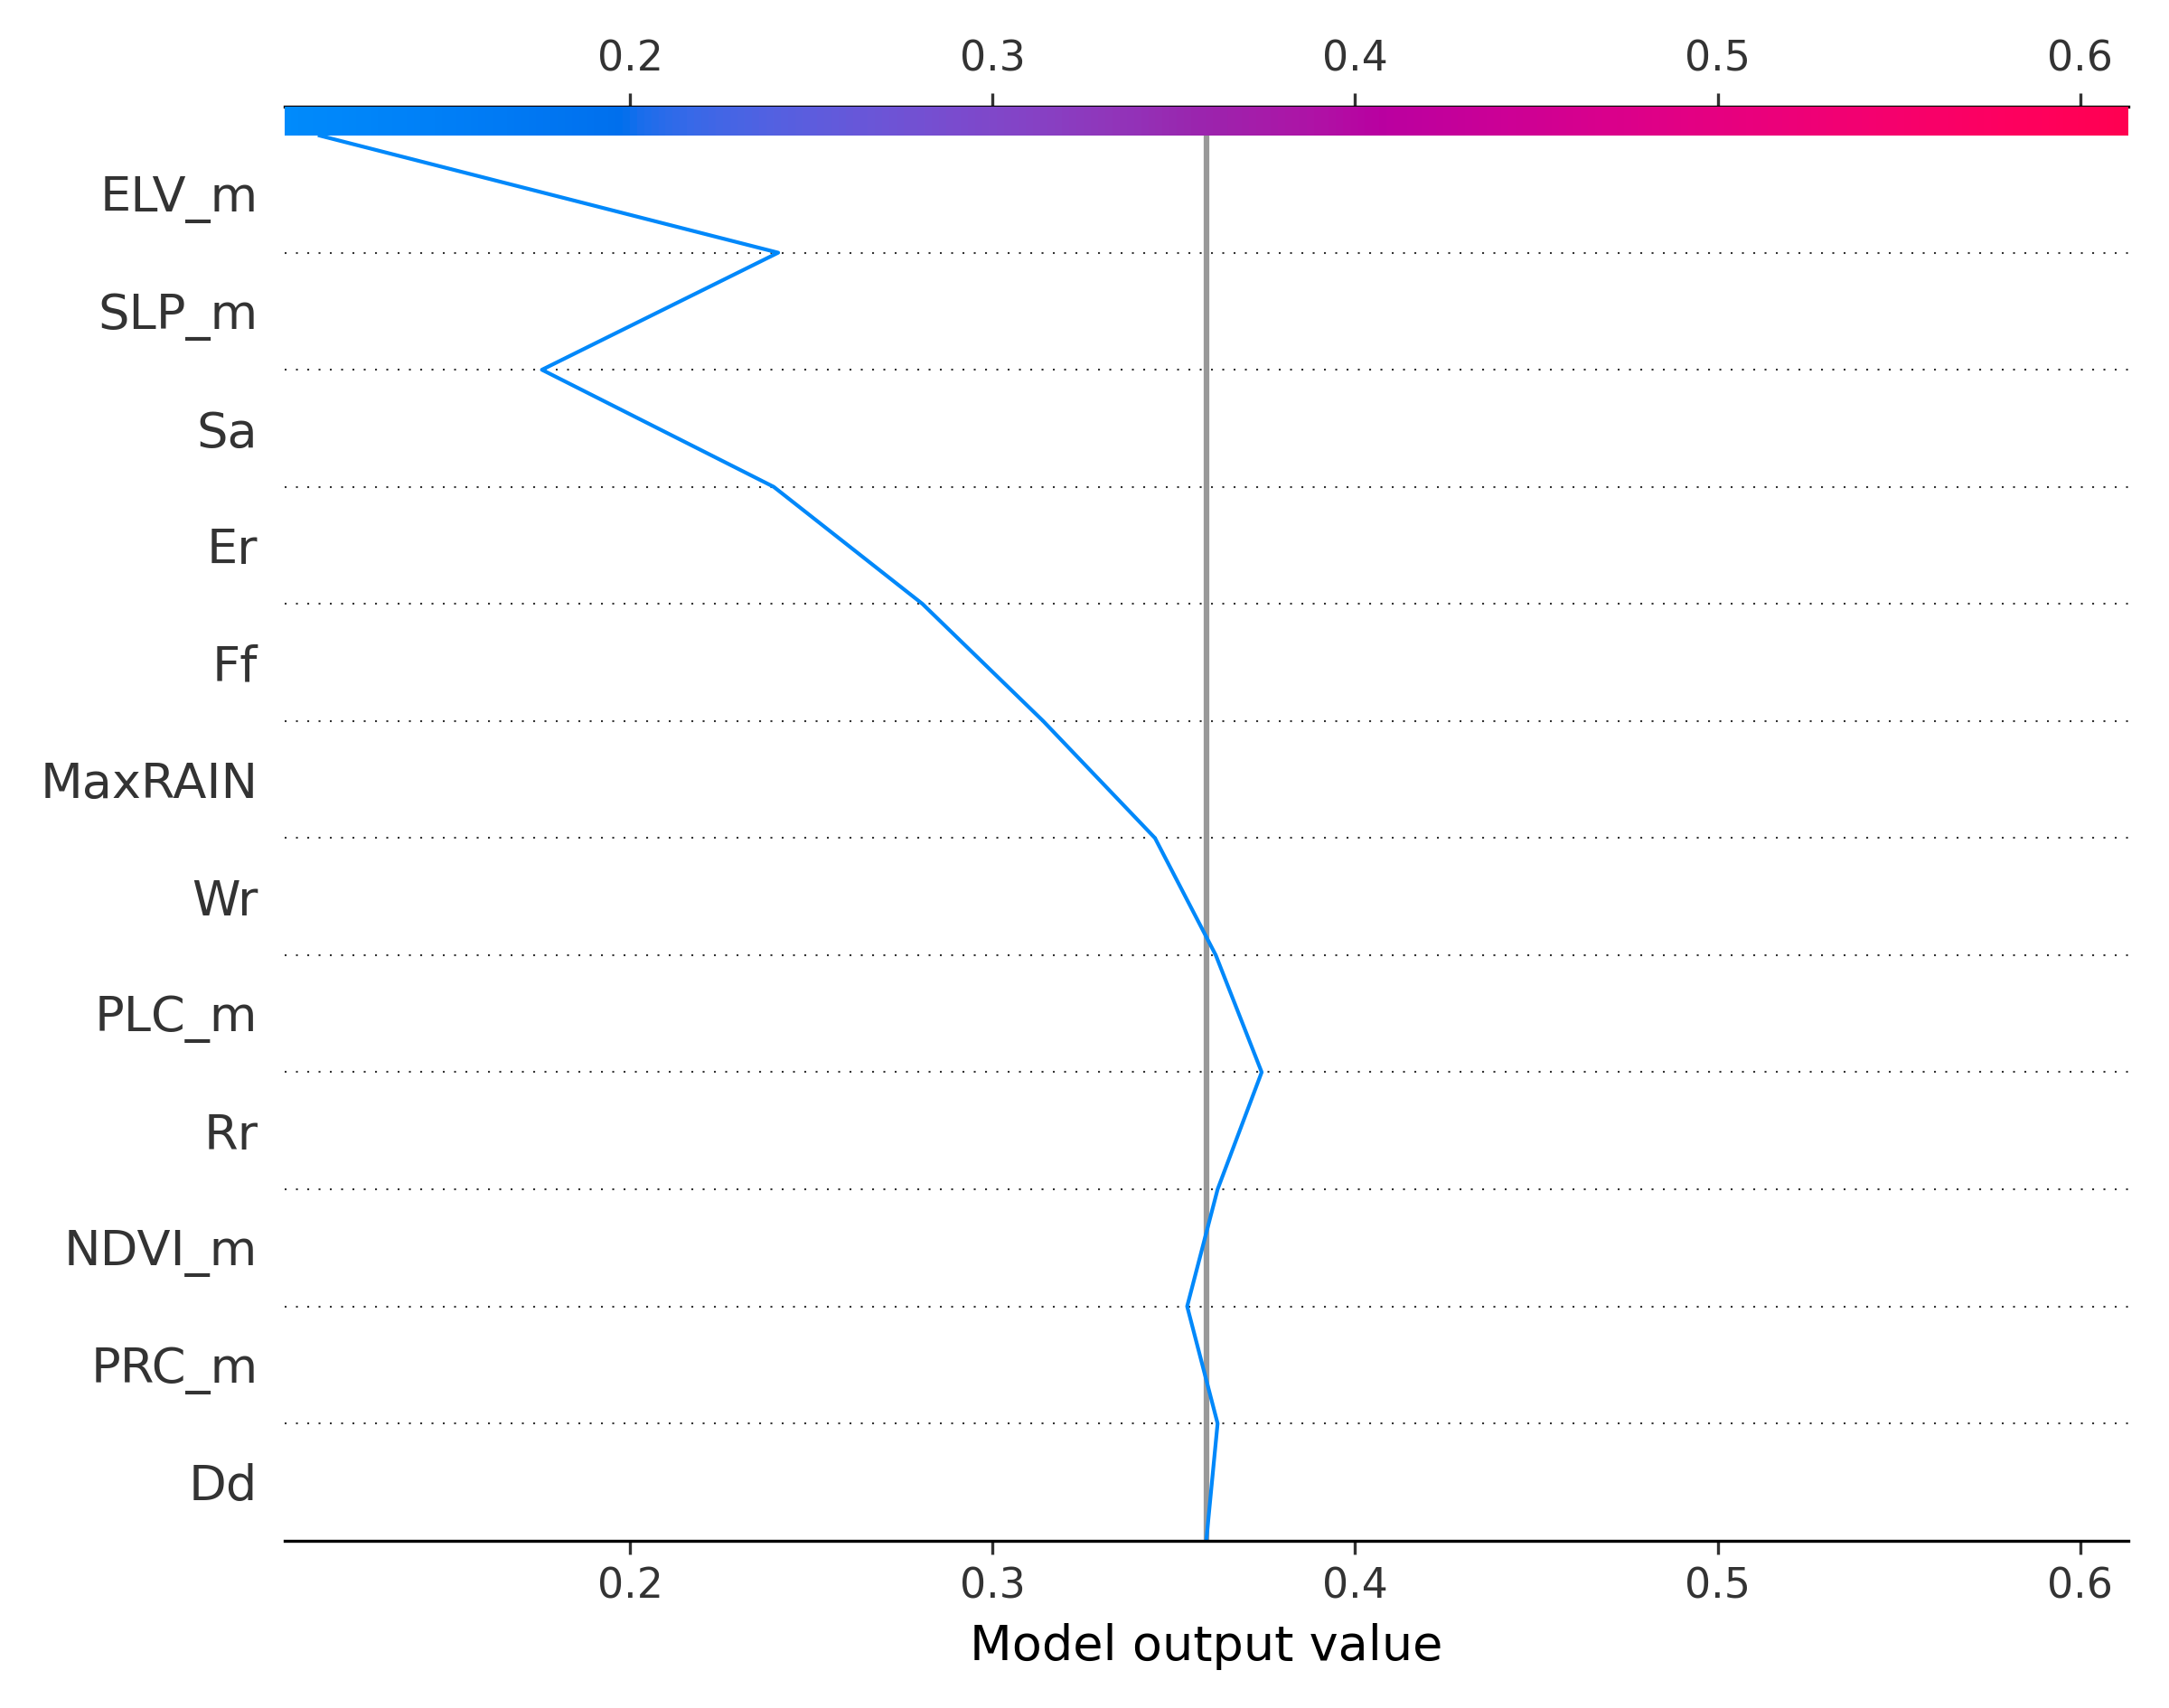 0.2 0.3 0.4 0.5 0.6
ELV_m
SLP_m
Sa
Er
Ff
MaxRAIN
Wr
PLC_m
Rr
NDVI_m
PRC_m
Dd
0.2 0.3 0.4 0.5 0.6
Model output value